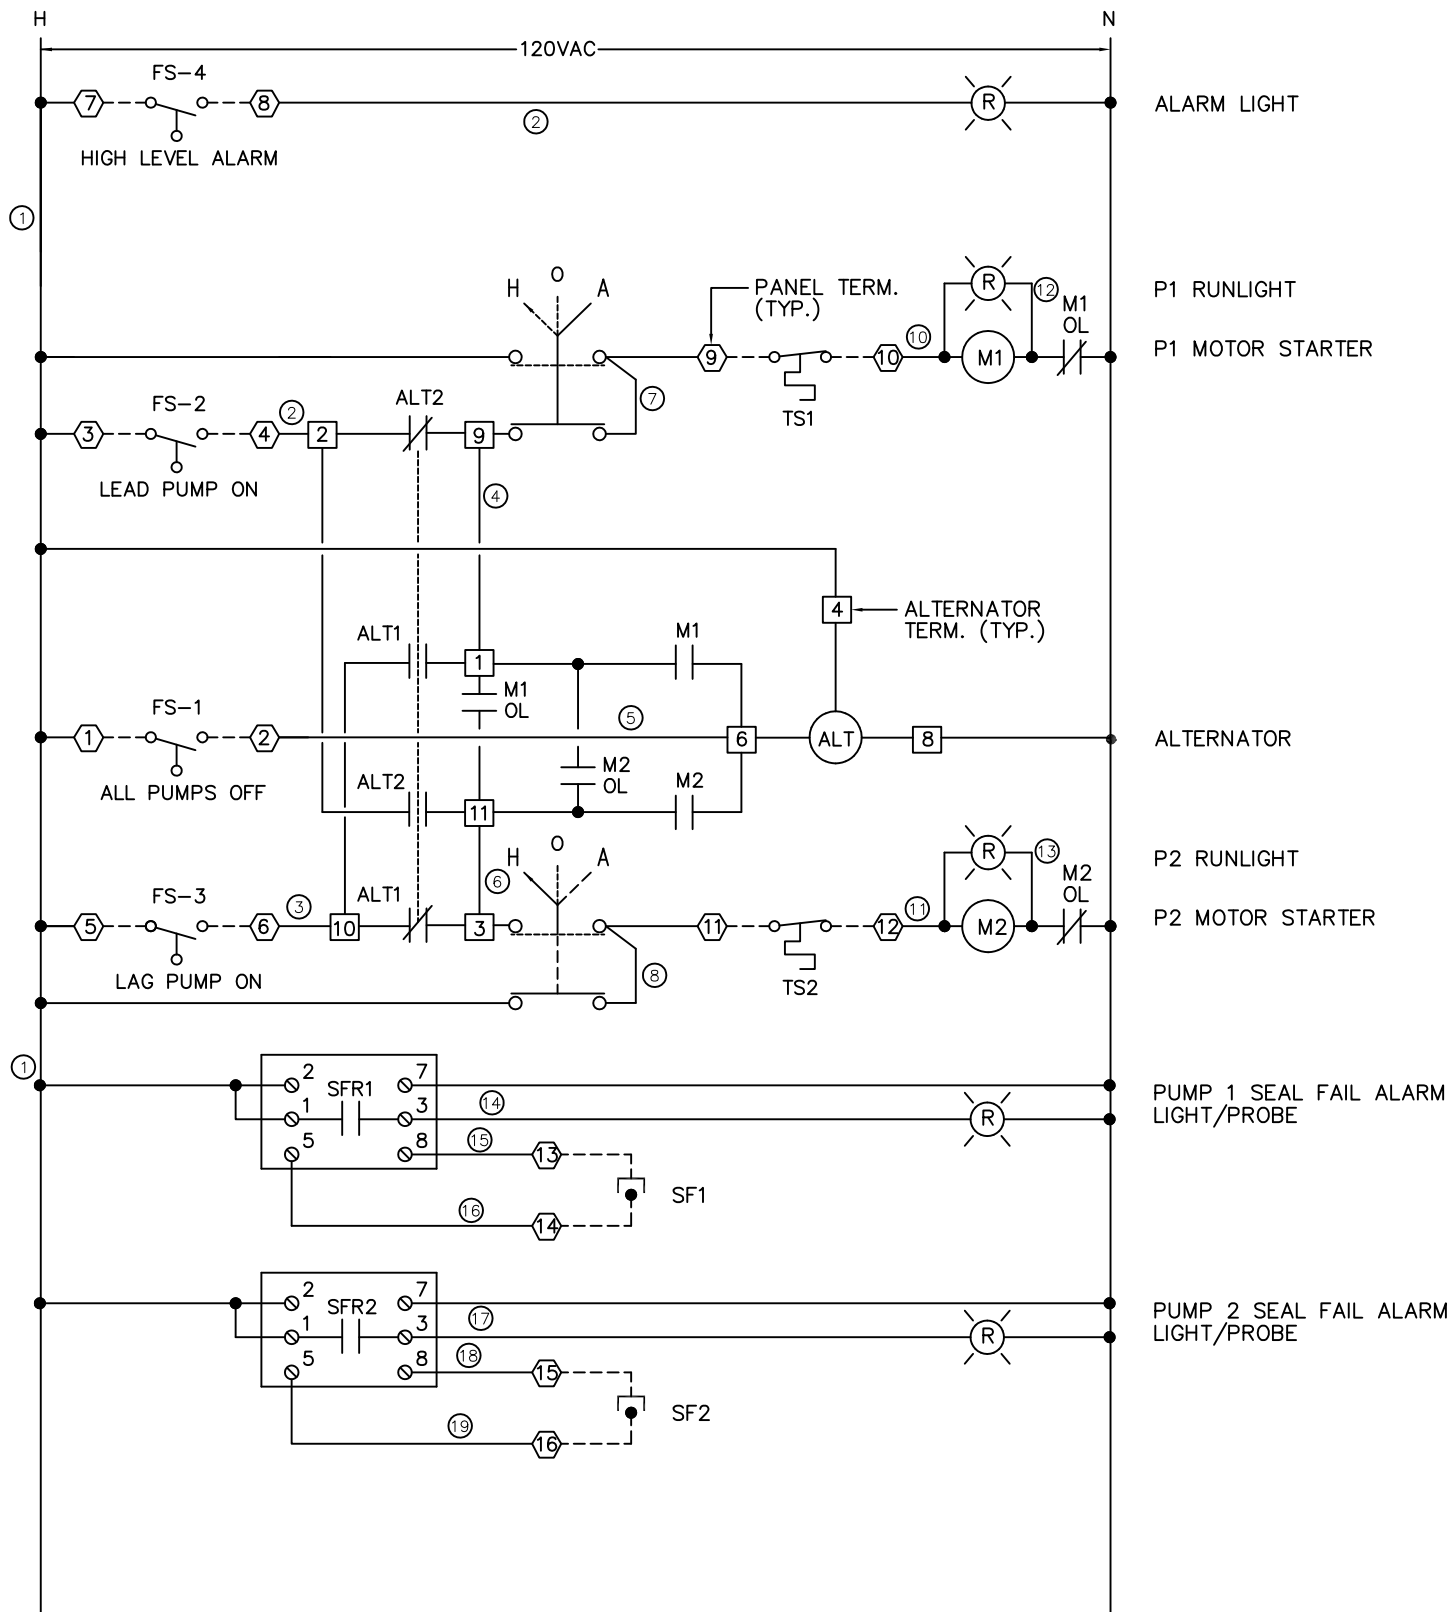 H N
120VAC
FS-4
7 8 R ALARM LIGHT
2
HIGH LEVEL ALARM
1
H O A
PANEL TERM.
(TYP.)
R 12 M1
OL
P1 RUNLIGHT
9 10 10 M1 P1 MOTOR STARTER
TS1
7
FS-2 ALT2
3 4 2 2 9
LEAD PUMP ON
4
4 ALTERNATOR
TERM. (TYP.)
ALT1 M1
1
M1
OL
FS-1 5
1 2 6 ALT 8 ALTERNATOR
ALL PUMPS OFF
M2
OL
ALT2 M2
11
H O A
6
R 13 M2
OL
P2 RUNLIGHT
FS-3 ALT1
5 6 3 10 3 11 12 11 M2 P2 MOTOR STARTER
LAG PUMP ON
TS2
8
1
2 SFR1 7 PUMP 1 SEAL FAIL ALARM
1 3 14 R LIGHT/PROBE
5 8 15 13
SF1
16 14
2 SFR2 7 PUMP 2 SEAL FAIL ALARM
1 3 17 R LIGHT/PROBE
5 8 18 15
SF2
19 16